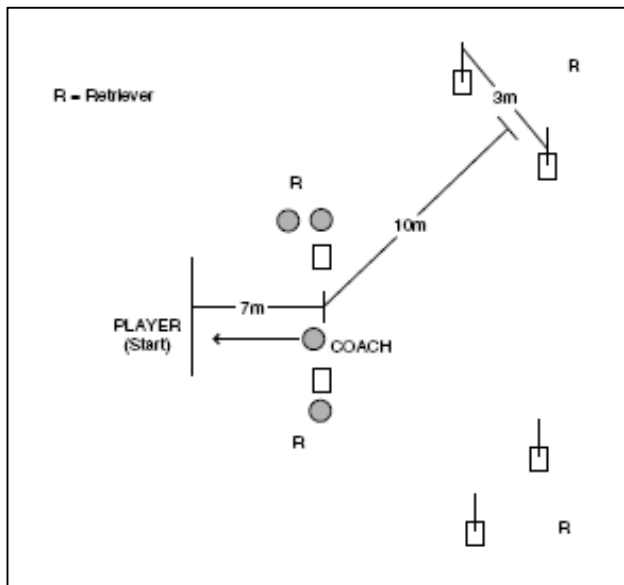 R
R = Retriever
3m
R
10m
7m
PLAYER
(Start)
COACH
R
R